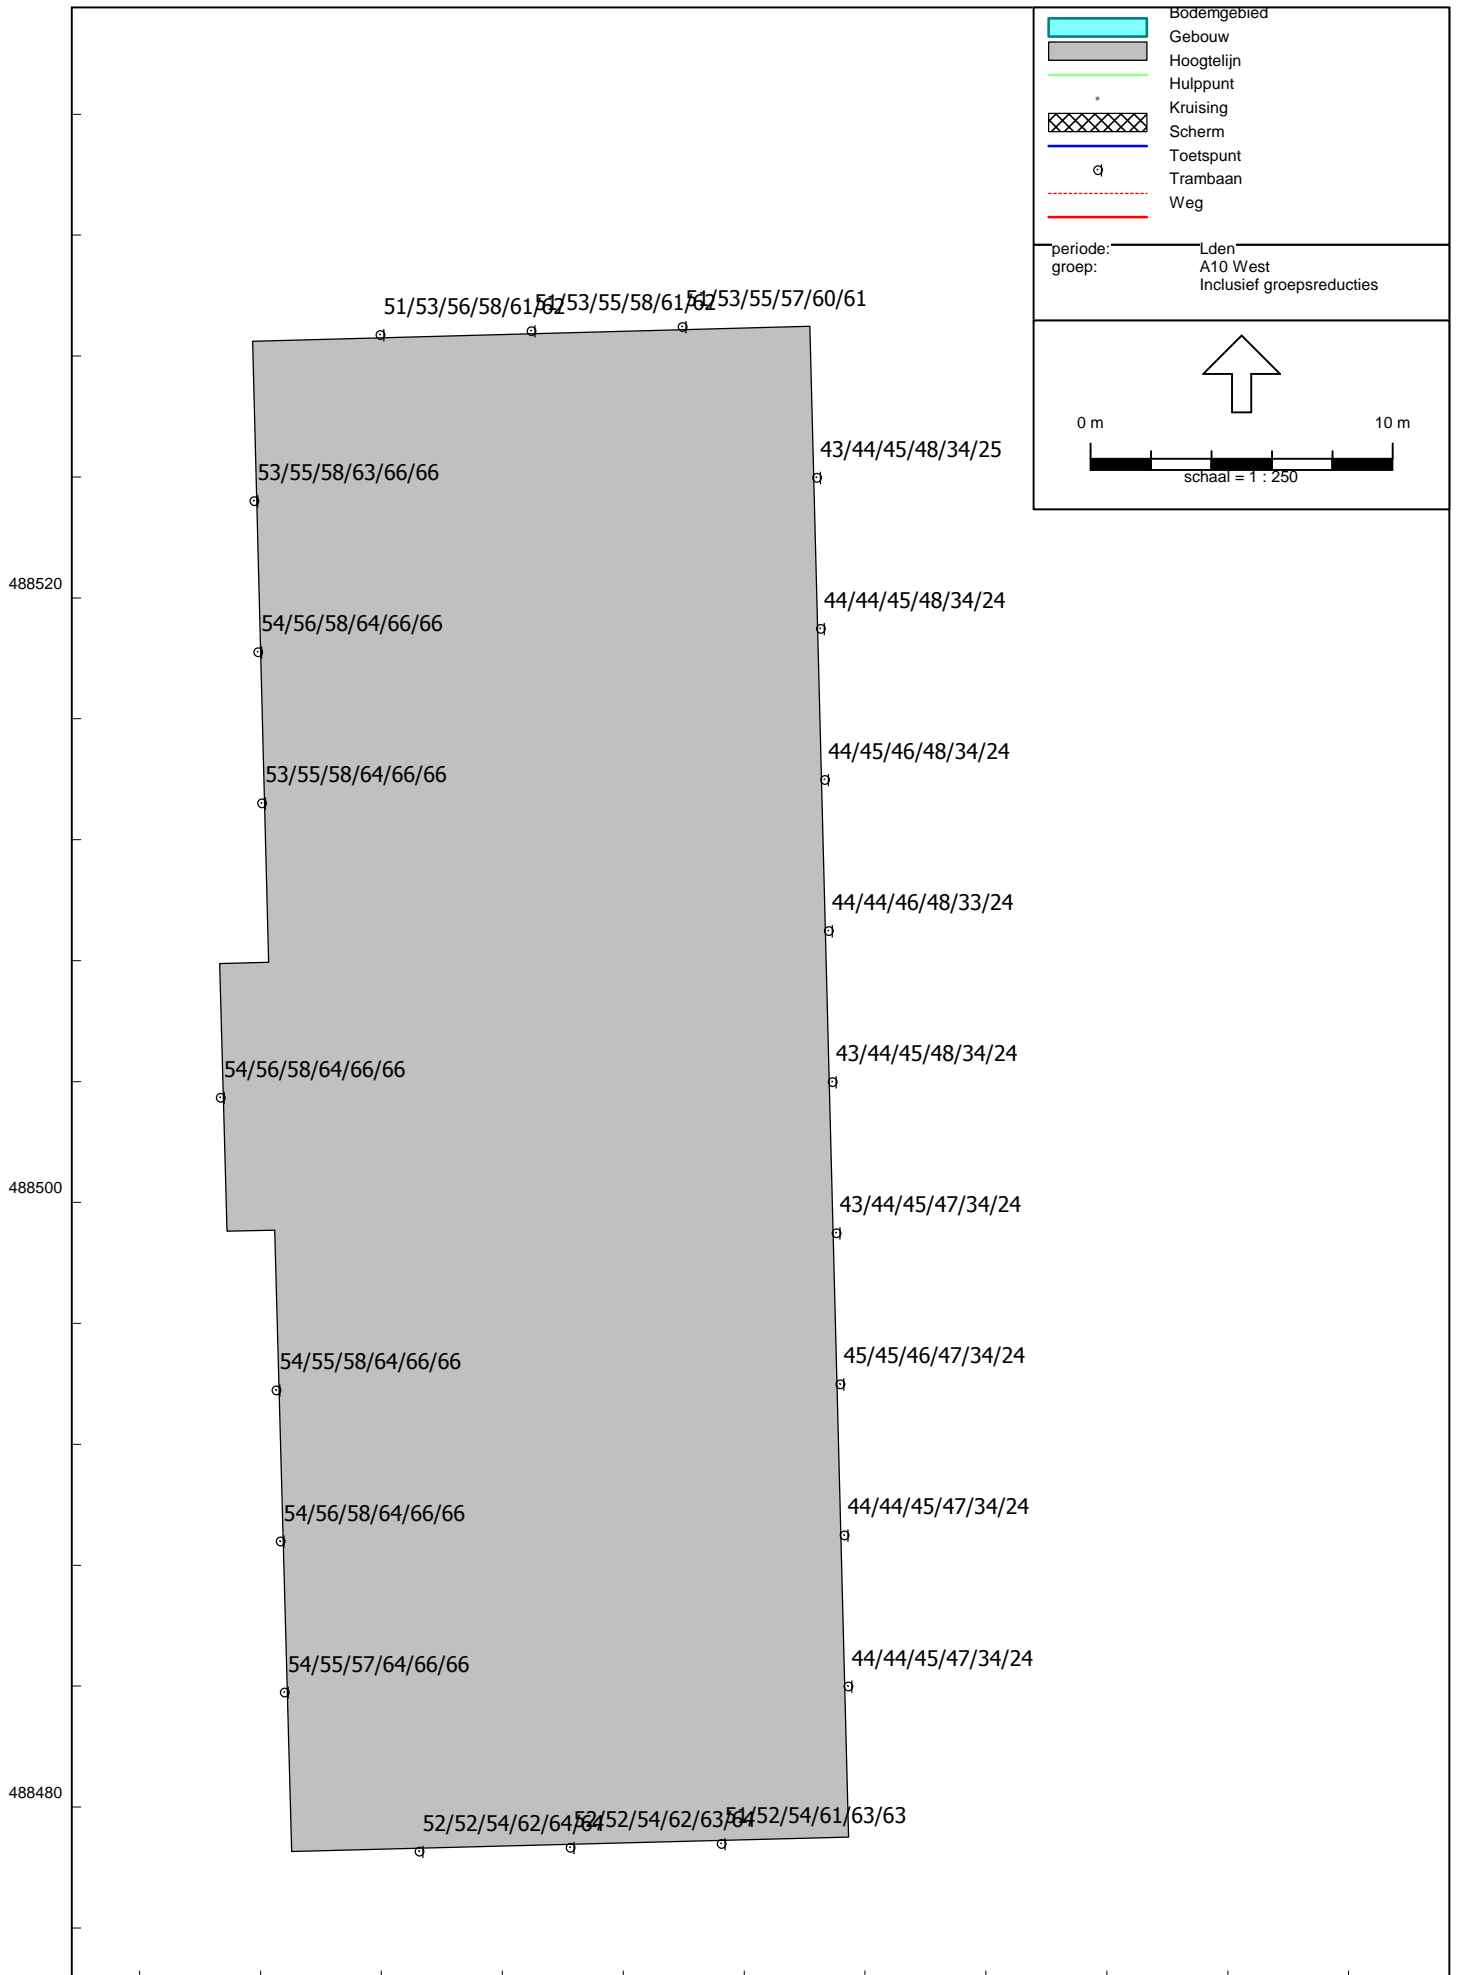 Bodemgebied
Gebouw
Hoogtelijn
Hulppunt
Kruising
Scherm
Toetspunt
Trambaan
Weg
periode: Lden
groep: A10 West
Inclusief groepsreducties
0 m 10 m
schaal = 1 : 250
51/53/56/58/61/62 51/53/55/58/61/62 51/53/55/57/60/61
43/44/45/48/34/25
53/55/58/63/66/66
488520
44/44/45/48/34/24
54/56/58/64/66/66
44/45/46/48/34/24
53/55/58/64/66/66
44/44/46/48/33/24
43/44/45/48/34/24
54/56/58/64/66/66
488500
43/44/45/47/34/24
45/45/46/47/34/24
54/55/58/64/66/66
44/44/45/47/34/24
54/56/58/64/66/66
44/44/45/47/34/24
54/55/57/64/66/66
488480
52/52/54/62/64/64 52/52/54/62/63/64 51/52/54/61/63/63